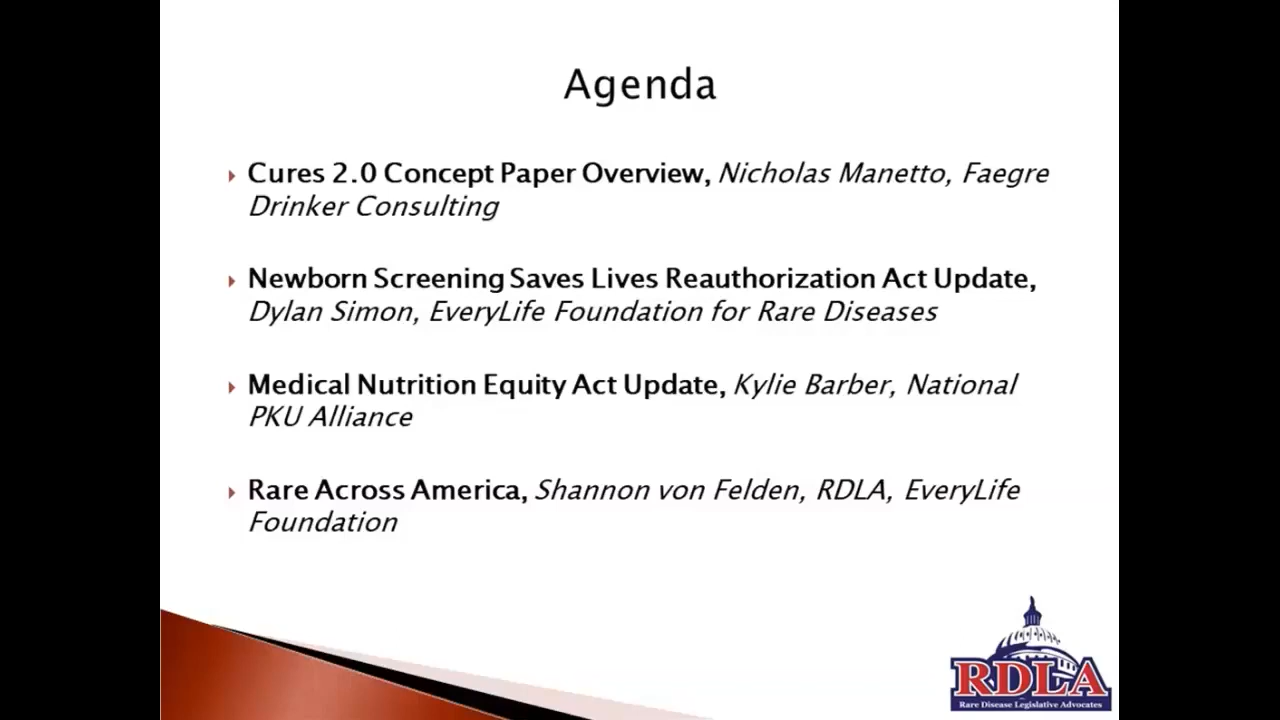 Agenda
Cures 2.0 Concept Paper Overview, Nicholas Manetto, Faegre
Drinker Consulting
Newborn Screening Saves Lives Reauthorization Act Update,
Dylan Simon, EveryLife Foundation for Rare Diseases
Medical Nutrition Equity Act Update, Kylie Barber, National
PKU Alliance
Rare Across America, Shannon von Felden, RDLA, EveryLife
Foundation
RDLA
Rare Disease Legislative Advocates